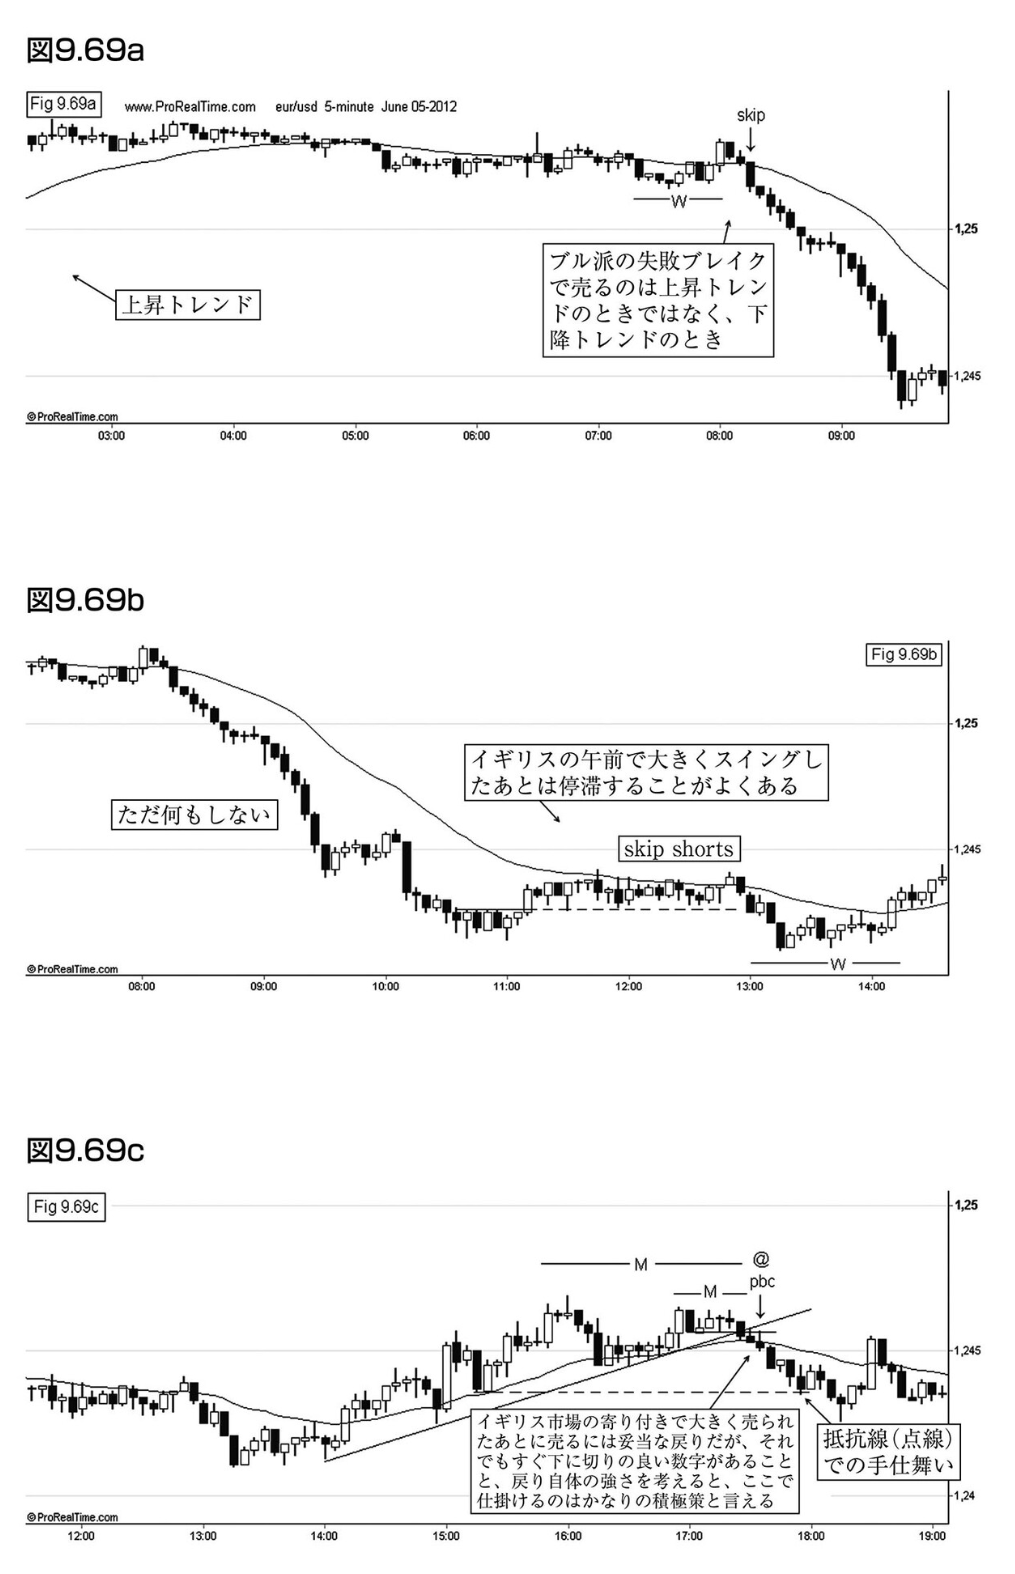 図9.69a
Fig 9.69a
www.ProRealTime.com eur/usd 5-minute June 05-2012
skip
W
1,25
ブル派の失敗ブレイク
で売るのは上昇トレン
ドのときではなく、下
降トレンドのとき
上昇トレンド
1,245
©ProRealTime.com
03:00 04:00 05:00 06:00 07:00 08:00 09:00
図9.69b
Fig 9.69b
1,25
イギリスの午前で大きくスイングし
たあとは停滞することがよくある
ただ何もしない
skip shorts
1,245
W
©ProRealTime.com
08:00 09:00 10:00 11:00 12:00 13:00 14:00
図9.69c
Fig 9.69c
1,25
M
@
pbc
M
1,245
イギリス市場の寄り付きで大きく売られ
たあとに売るには妥当な戻りだが、それ
でもすぐ下に切りの良い数字があること
と、戻り自体の強さを考えると、ここで
仕掛けるのはかなりの積極策と言える
抵抗線(点線)
での手仕舞い
1,24
©ProRealTime.com
12:00 13:00 14:00 15:00 16:00 17:00 18:00 19:00